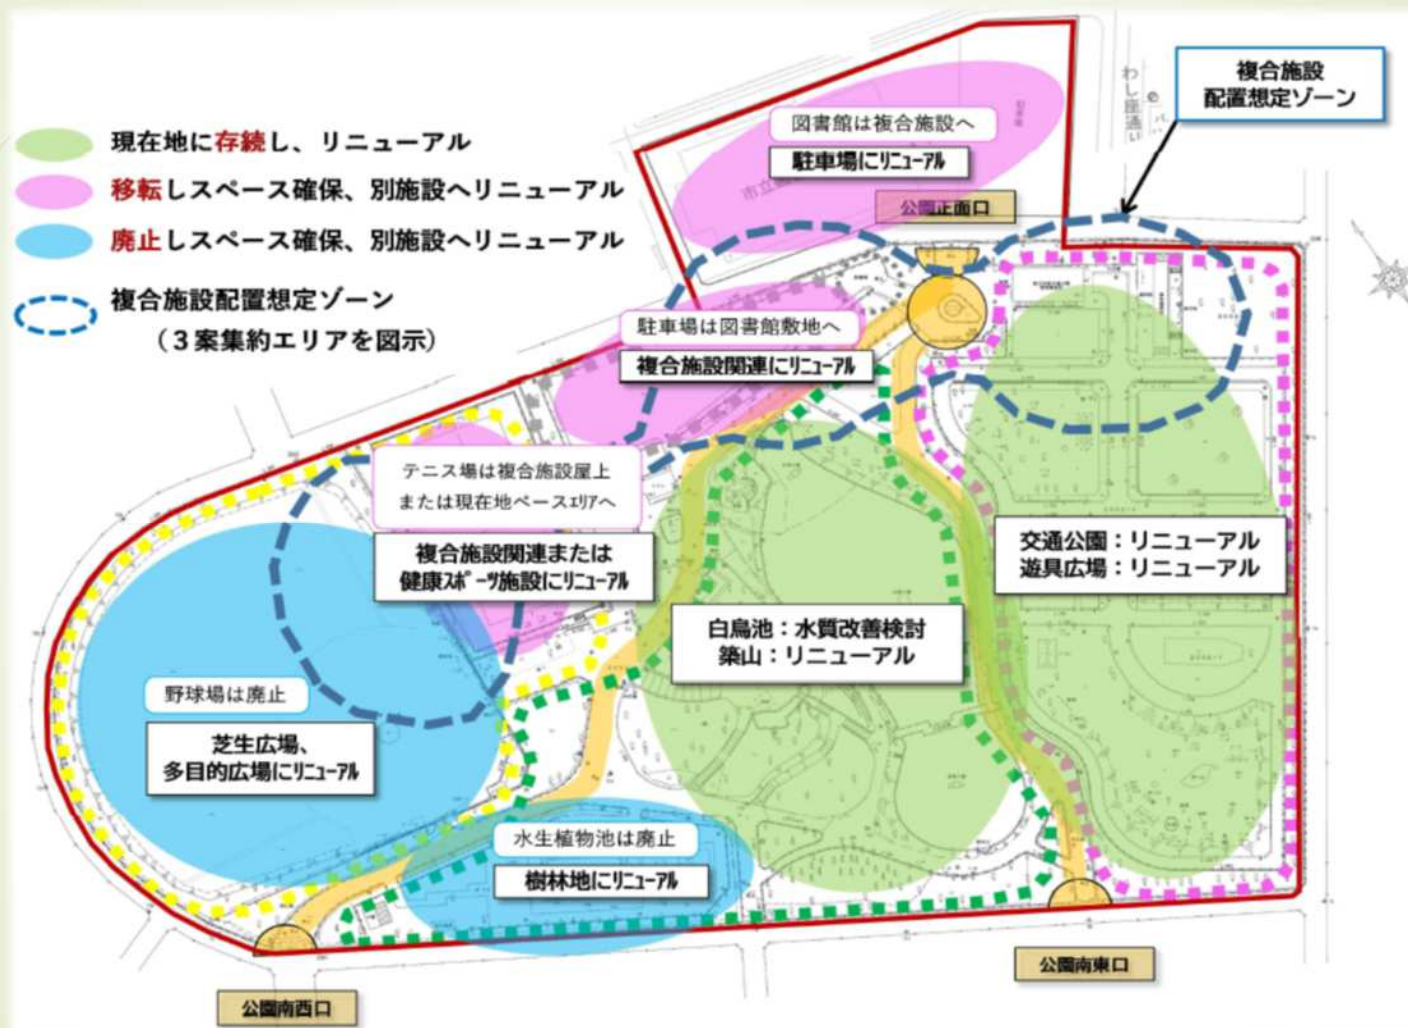 現在地に存続し、リニューアル
移転しスペース確保、別施設へリニューアル
廃止しスペース確保、別施設へリニューアル
複合施設配置想定ゾーン
（３案集約エリアを図示）
複合施設
配置想定ゾーン
わし座通り
図書館は複合施設へ
駐車場にリニューアル
市立
公園正面口
駐車場は図書館敷地へ
複合施設関連にリニューアル
テニス場は複合施設屋上
または現在地ベースエリアへ
複合施設関連または
健康スポーツ施設にリニューアル
交通公園：リニューアル
遊具広場：リニューアル
白鳥池：水質改善検討
築山：リニューアル
野球場は廃止
芝生広場、
多目的広場にリニューアル
水生植物池は廃止
樹林地にリニューアル
公園南西口
公園南東口